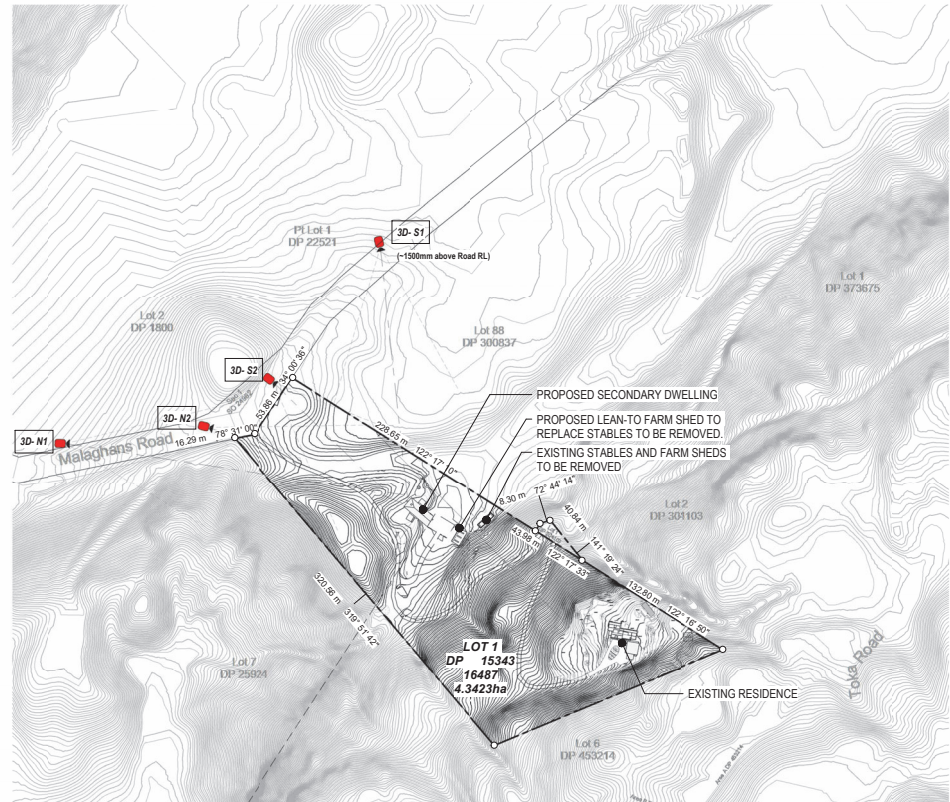 3D- S1
Pt Lot 1
DP 22521
(~1500mm above Road RL)
Lot 1
DP 373675
Lot 2
DP 1800
Lot 88
DP 300837
3D- S2
34° 00' 36"
53.86 m
3D- N2
3D- N1
Malaghans Road
16.29 m 78° 31' 00"
PROPOSED SECONDARY DWELLING
PROPOSED LEAN-TO FARM SHED TO
REPLACE STABLES TO BE REMOVED.
EXISTING STABLES AND FARM SHEDS
TO BE REMOVED
228.65 m 122° 17' 10"
8.30 m 72° 44' 14"
Lot 2
DP 301103
40.84 m 141° 19' 24"
43.98 m 122° 17' 33"
132.80 m 122° 16' 50"
320.56 m 319° 51' 42"
LOT 1
DP 15343
16487
4.3423ha
Lot 7
DP 25924
Toka Road
EXISTING RESIDENCE
Lot 6
DP 453214